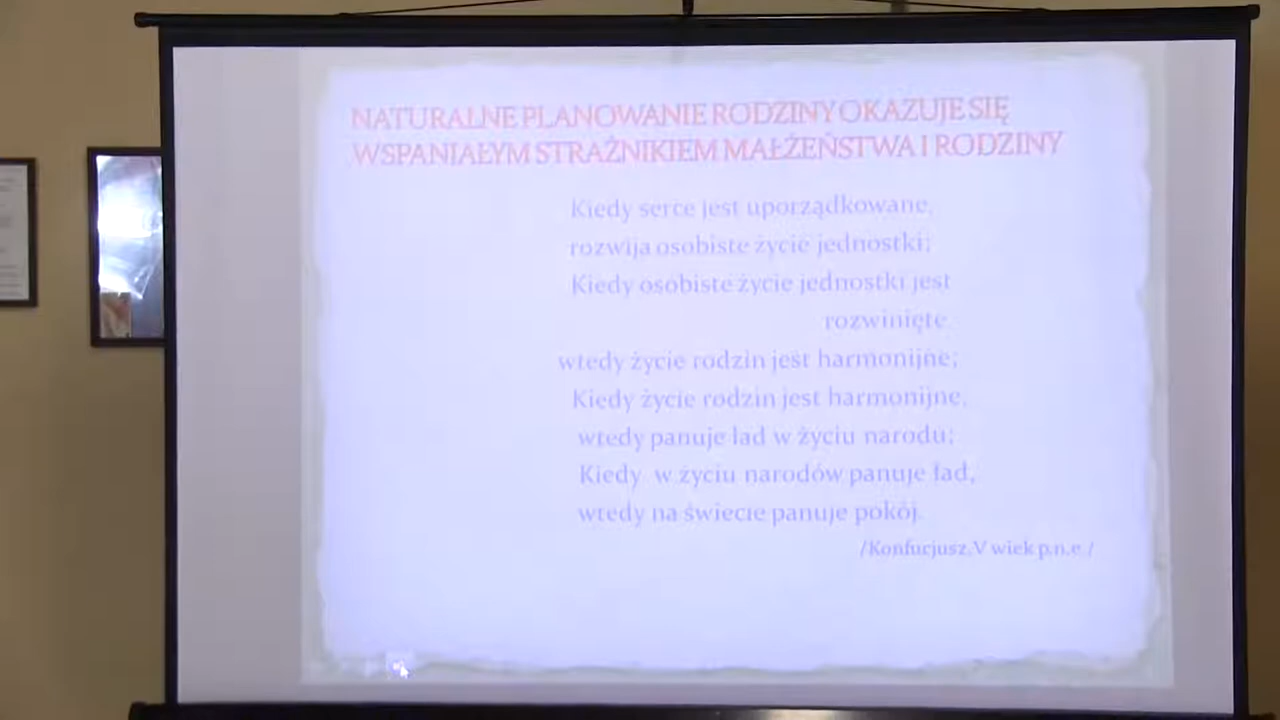 NATURALNE PLANOWANIE RODZINY OKAZUJE SIĘ
WSPANIAŁYM STRAŻNIKIEM MAŁŻEŃSTWA I RODZINY
Kiedy serce jest uporządkowane,
rozwija osobiste życie jednostki;
Kiedy osobiste życie jednostki jest
rozwinięte,
wtedy życie rodzin jest harmonijne;
Kiedy życie rodzin jest harmonijne,
wtedy panuje ład w życiu narodu;
Kiedy w życiu narodów panuje ład,
wtedy na świecie panuje pokój.
/Konfucjusz,V wiek p.n.e./